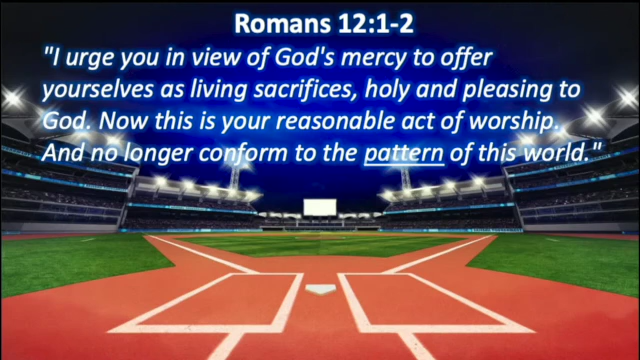 Romans 12:1-2
"I urge you in view of God's mercy to offer
yourselves as living sacrifices, holy and pleasing to
God. Now this is your reasonable act of worship.
And no longer conform to the pattern of this world."